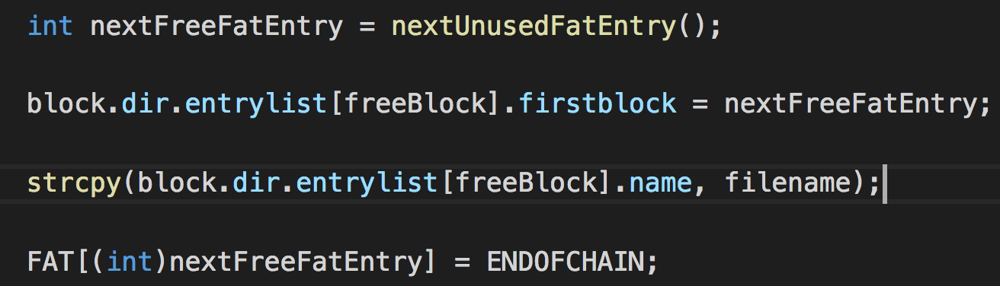 int nextFreeFatEntry = nextUnusedFatEntry();
block.dir.entrylist[freeBlock].firstblock = nextFreeFatEntry;
strcpy(block.dir.entrylist[freeBlock].name, filename);
FAT[(int)nextFreeFatEntry] = ENDOFCHAIN;